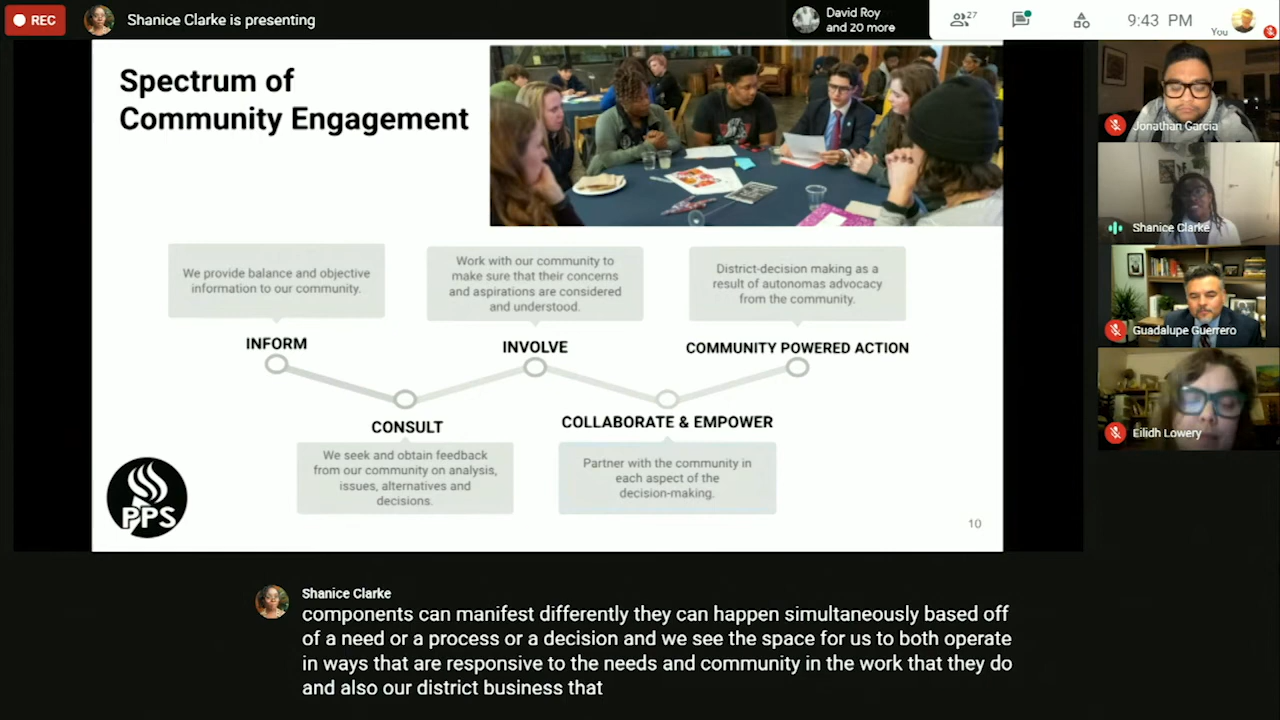 REC
Shanice Clarke is presenting
David Roy
and 20 more
27
9:43 PM
You
Spectrum of
Community Engagement
We provide balance and objective
information to our community.
INFORM
Work with our community to
make sure that their concerns
and aspirations are considered
and understood.
INVOLVE
District-decision making as a
result of autonomas advocacy
from the community.
COMMUNITY POWERED ACTION
CONSULT
We seek and obtain feedback
from our community on analysis,
issues, alternatives and
decisions.
COLLABORATE & EMPOWER
Partner with the community in
each aspect of the
decision-making.
PPS
10
Jonathan Garcia
Shanice Clarke
Guadalupe Guerrero
Eilidh Lowery
Shanice Clarke
components can manifest differently they can happen simultaneously based off
of a need or a process or a decision and we see the space for us to both operate
in ways that are responsive to the needs and community in the work that they do
and also our district business that